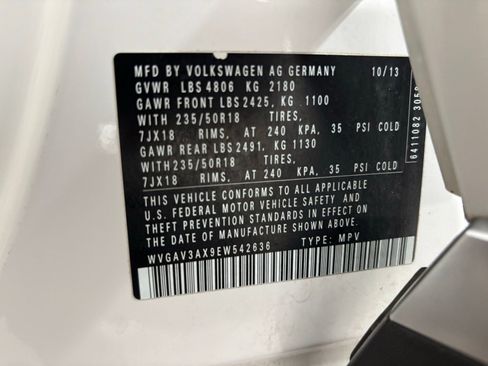 MFD BY VOLKSWAGEN AG GERMANY 10/13
GVWR LBS 4806 KG 2180
GAWR FRONT LBS 2425, KG 1100
WITH 235/50R18 TIRES,
7JX18 RIMS, AT 240 KPA, 35 PSI COLD
GAWR REAR LBS 2491, KG 1130
WITH 235/50R18 TIRES,
7JX18 RIMS, AT 240 KPA, 35 PSI COLD
THIS VEHICLE CONFORMS TO ALL APPLICABLE
U.S. FEDERAL MOTOR VEHICLE SAFETY AND
THEFT PREVENTION STANDARDS IN EFFECT ON
THE DATE OF MANUFACTURE SHOWN ABOVE
WVGAV3AX9EW542636 TYPE: MPV
6411082